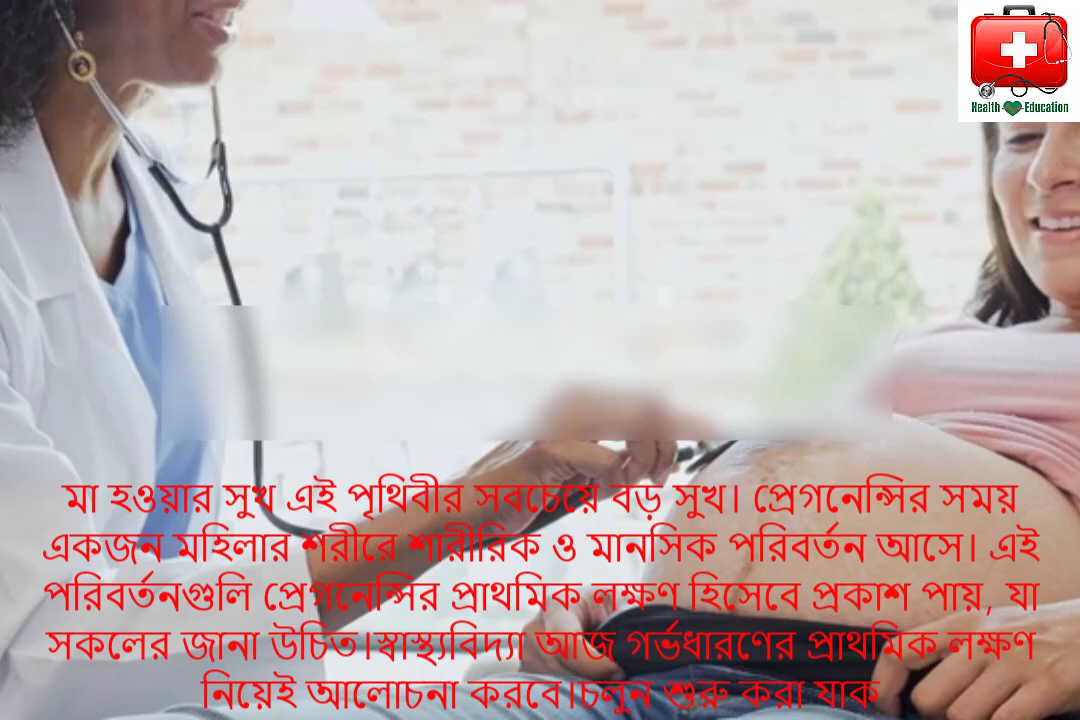 Health Education
মা হওয়ার সুখ এই পৃথিবীর সবচেয়ে বড় সুখ। প্রেগনেন্সির সময়
একজন মহিলার শরীরে শারীরিক ও মানসিক পরিবর্তন আসে। এই
পরিবর্তনগুলি প্রেগনেন্সির প্রাথমিক লক্ষণ হিসেবে প্রকাশ পায়, যা
সকলের জানা উচিত।স্বাস্থ্যবিদ্যা আজ গর্ভধারণের প্রাথমিক লক্ষণ
নিয়েই আলোচনা করবে।চলুন শুরু করা যাক